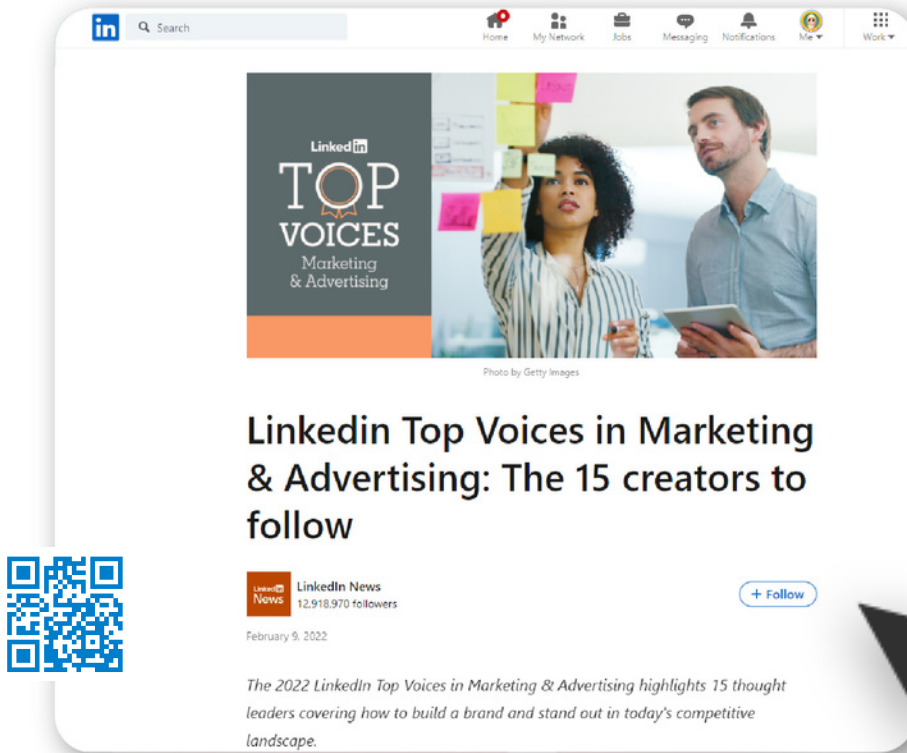 in Search
Home My Network Jobs Messaging Notifications Me Work
Linked in
TOP
VOICES
Marketing
& Advertising
Photo by Getty Images
Linkedin Top Voices in Marketing
& Advertising: The 15 creators to
follow
Linked in
News
LinkedIn News
12,918,970 followers
+ Follow
February 9, 2022
The 2022 LinkedIn Top Voices in Marketing & Advertising highlights 15 thought
leaders covering how to build a brand and stand out in today's competitive
landscape.